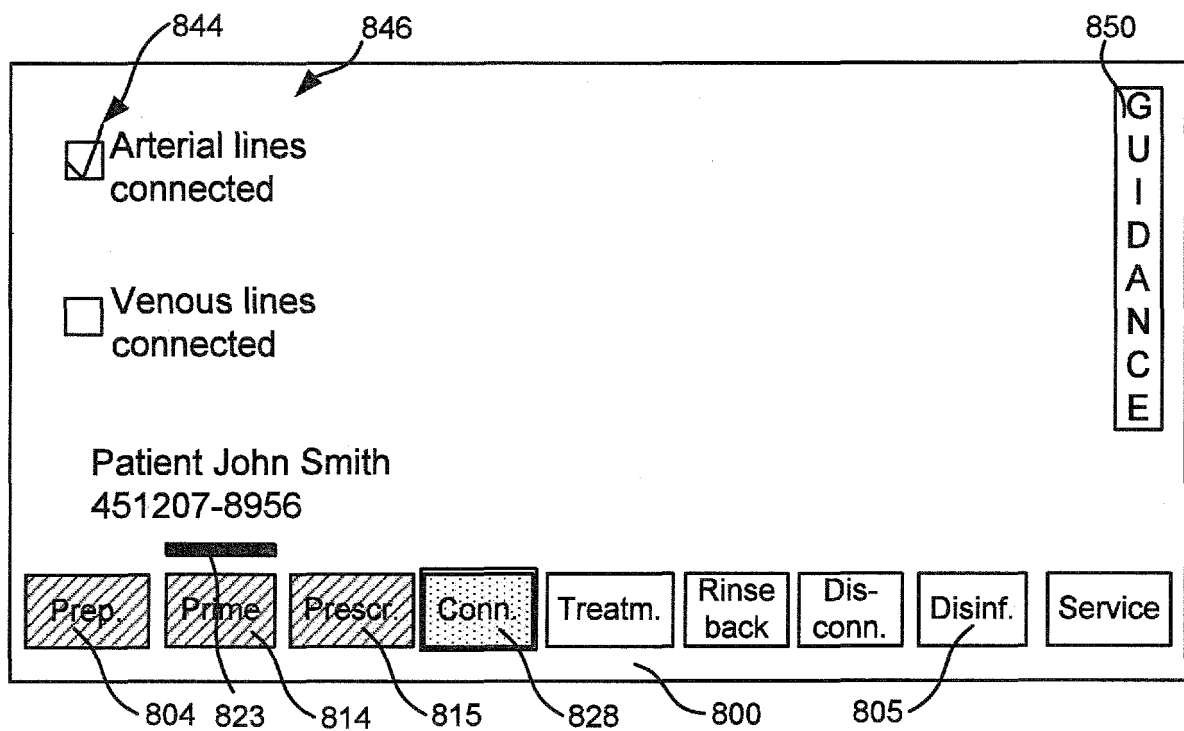 844
846
850
Arterial lines
connected
GUIDANCE
Venous lines
connected
Patient John Smith
451207-8956
Prep.
Prime
Prescr.
Conn.
Treatm.
Rinse
back
Dis-
conn.
Disinf.
Service
804
823
814
815
828
800
805